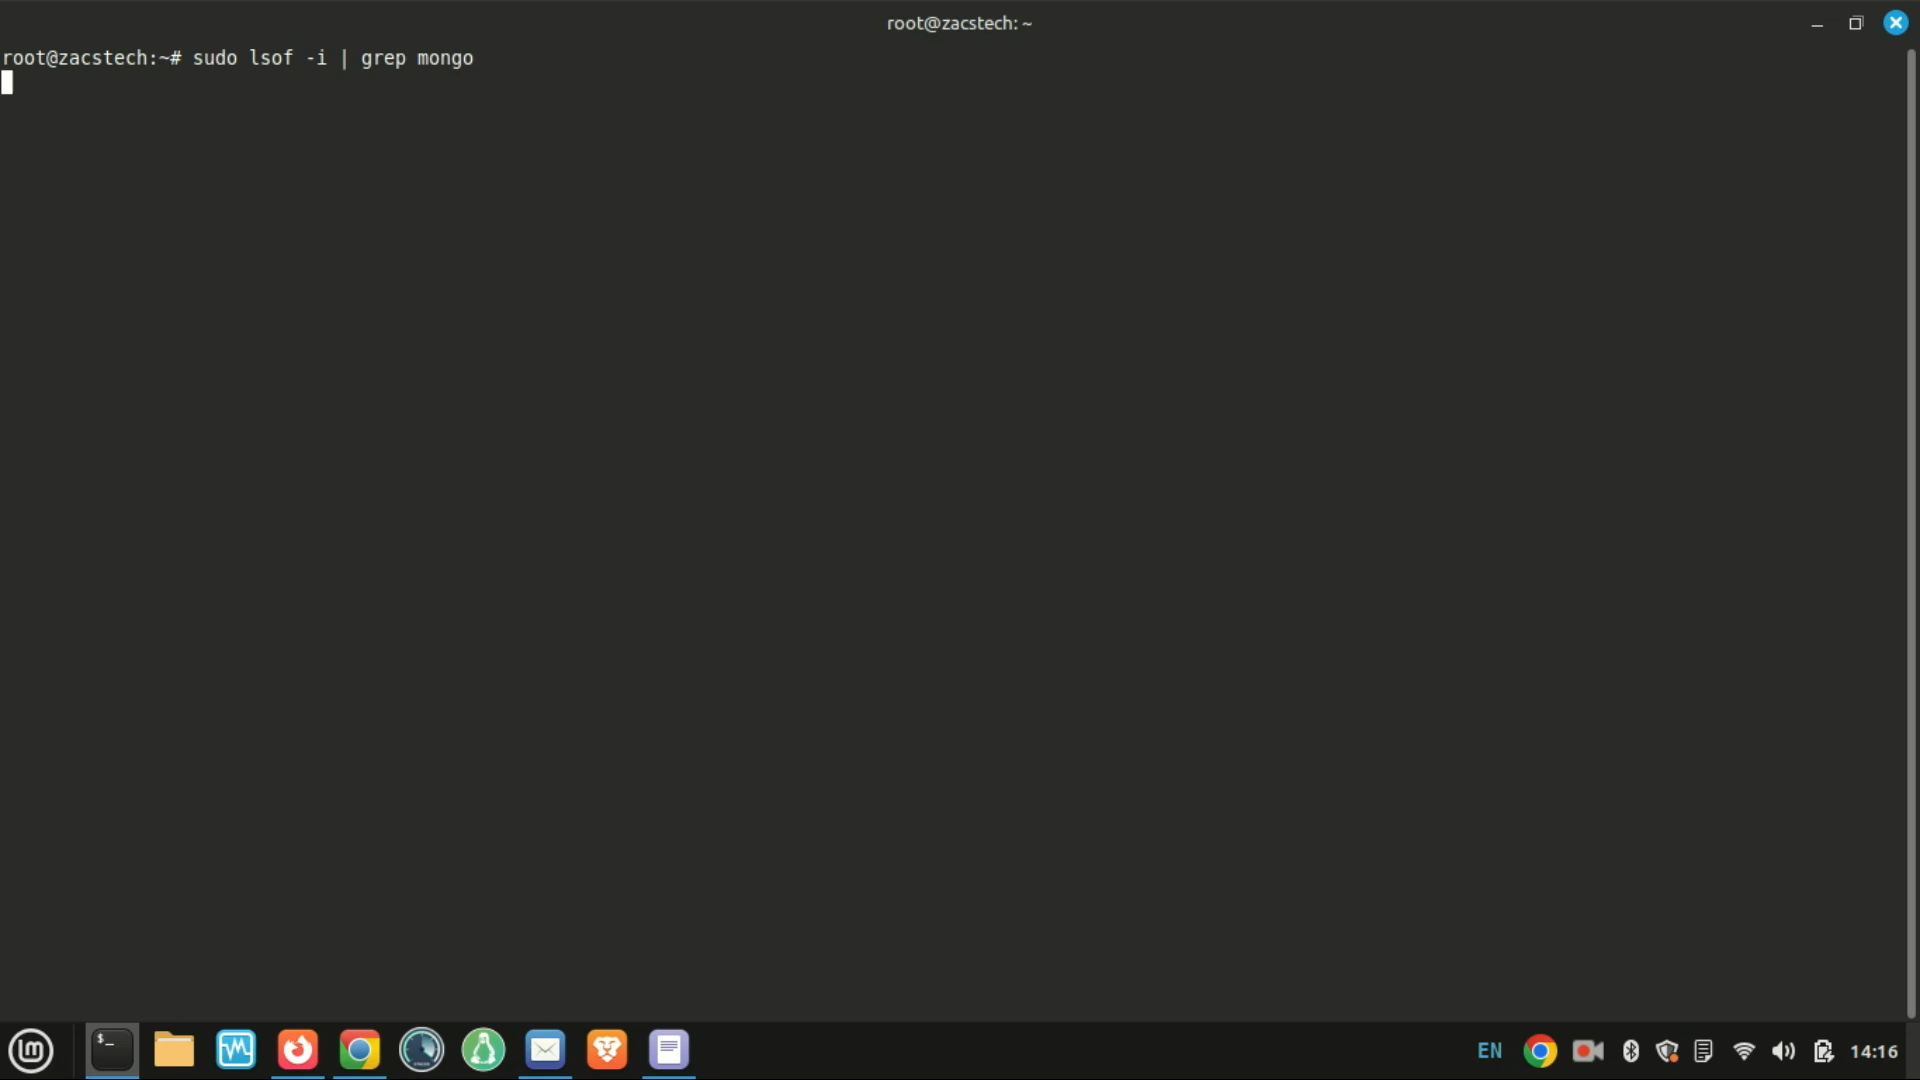 root@zacstech: ~
root@zacstech:~# sudo lsof -i | grep mongo
$_
EN
14:16